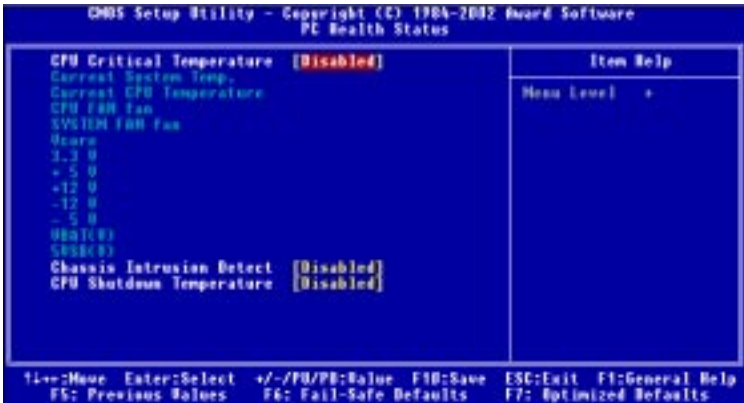 CMOS Setup Utility - Copyright (C) 1984-2002 Award Software
PC Health Status
CPU Critical Temperature [Disabled]
Item Help
Current System Temp.
Current CPU Temperature
Menu Level
CPU FAN fan
SYSTEM FAN fan
Vcore
3.3 V
+ 5 V
+12 V
-12 V
- 5 V
VBAT(V)
5VSB(V)
Chassis Intrusion Detect [Disabled]
CPU Shutdown Temperature [Disabled]
↑↓←→:Move Enter:Select +/-/PU/PD:Value F10:Save ESC:Exit F1:General Help
F5: Previous Values F6: Fail-Safe Defaults F7: Optimized Defaults